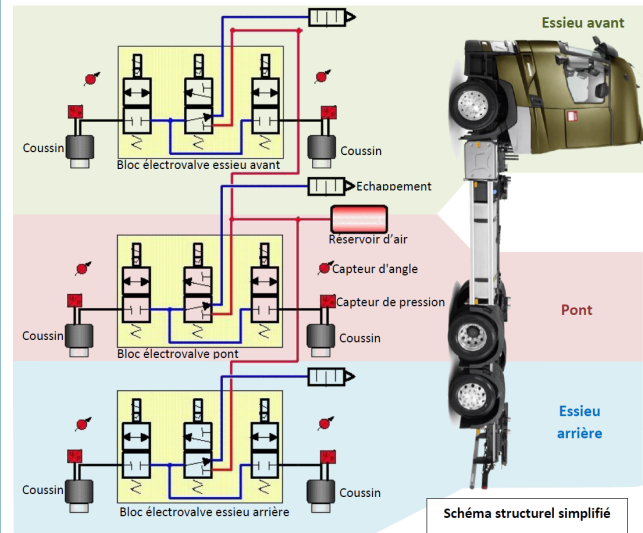 Essieu avant
Coussin
Coussin
Bloc électrovalve essieu avant
Echappement
Réservoir d'air
Capteur d'angle
Capteur de pression
Pont
Coussin
Coussin
Bloc électrovalve pont
Essieu
arrière
Coussin
Coussin
Bloc électrovalve essieu arrière
Schéma structurel simplifié